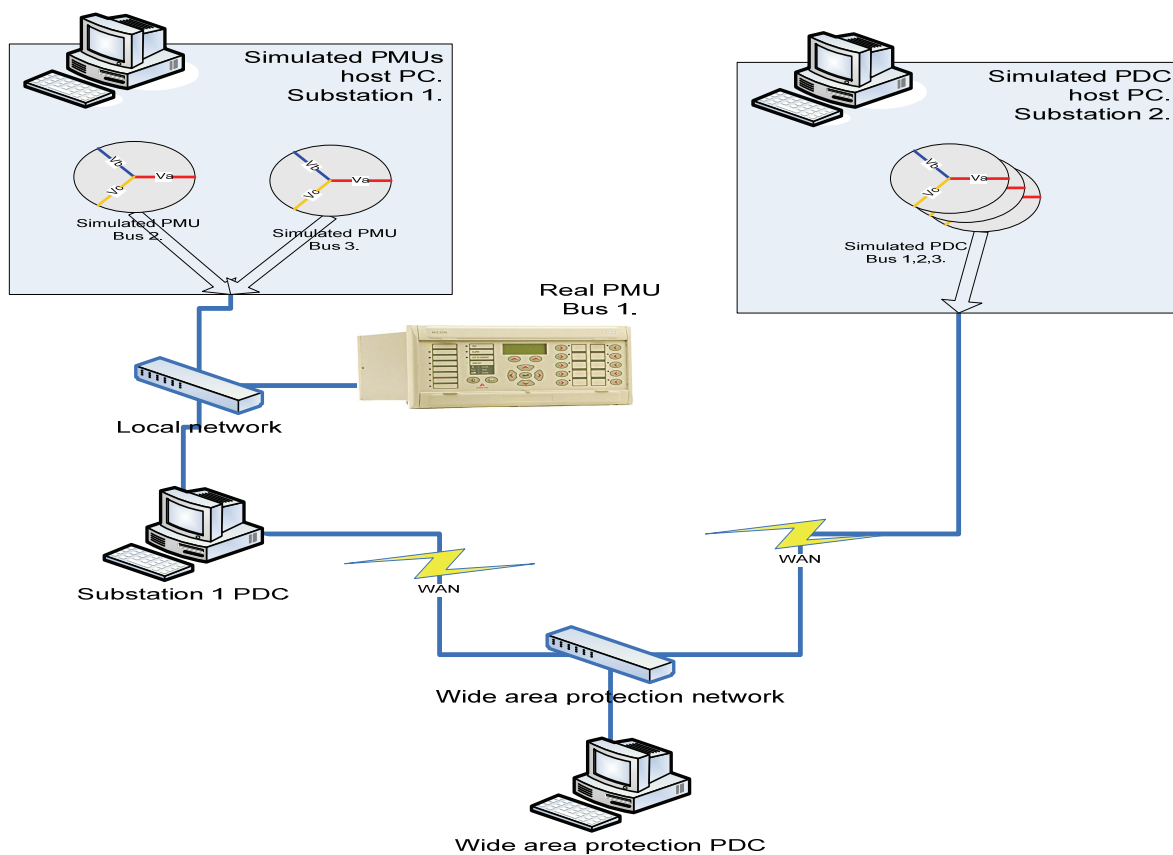 Simulated PMUs
host PC.
Substation 1.
Vb
Va
Vc
Simulated PMU
Bus 2.
Vb
Va
Vc
Simulated PMU
Bus 3.
Simulated PDC
host PC.
Substation 2.
Vb
Va
Vc
Simulated PDC
Bus 1,2,3.
Real PMU
Bus 1.
Local network
Substation 1 PDC
WAN
WAN
Wide area protection network
Wide area protection PDC